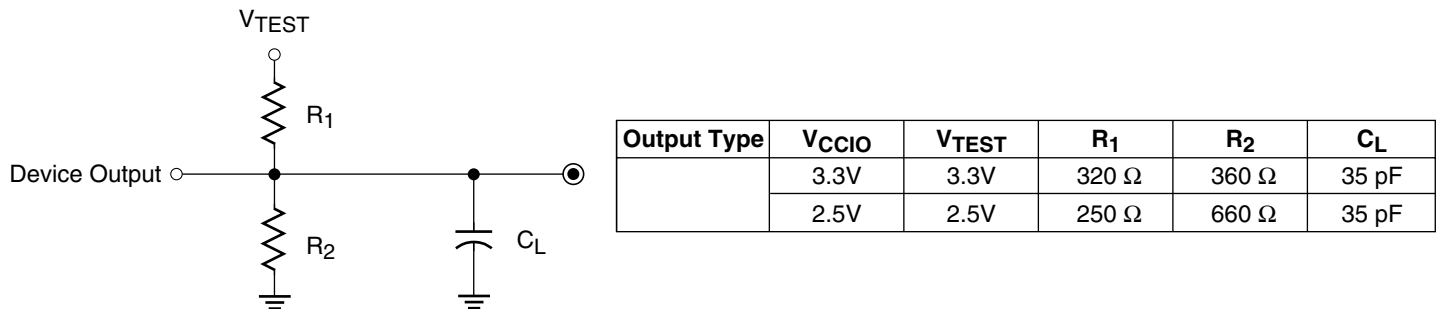 VTEST
R1
Device Output
R2
CL
Output Type VCCIO VTEST R1 R2 CL
3.3V 3.3V 320 Ω 360 Ω 35 pF
2.5V 2.5V 250 Ω 660 Ω 35 pF